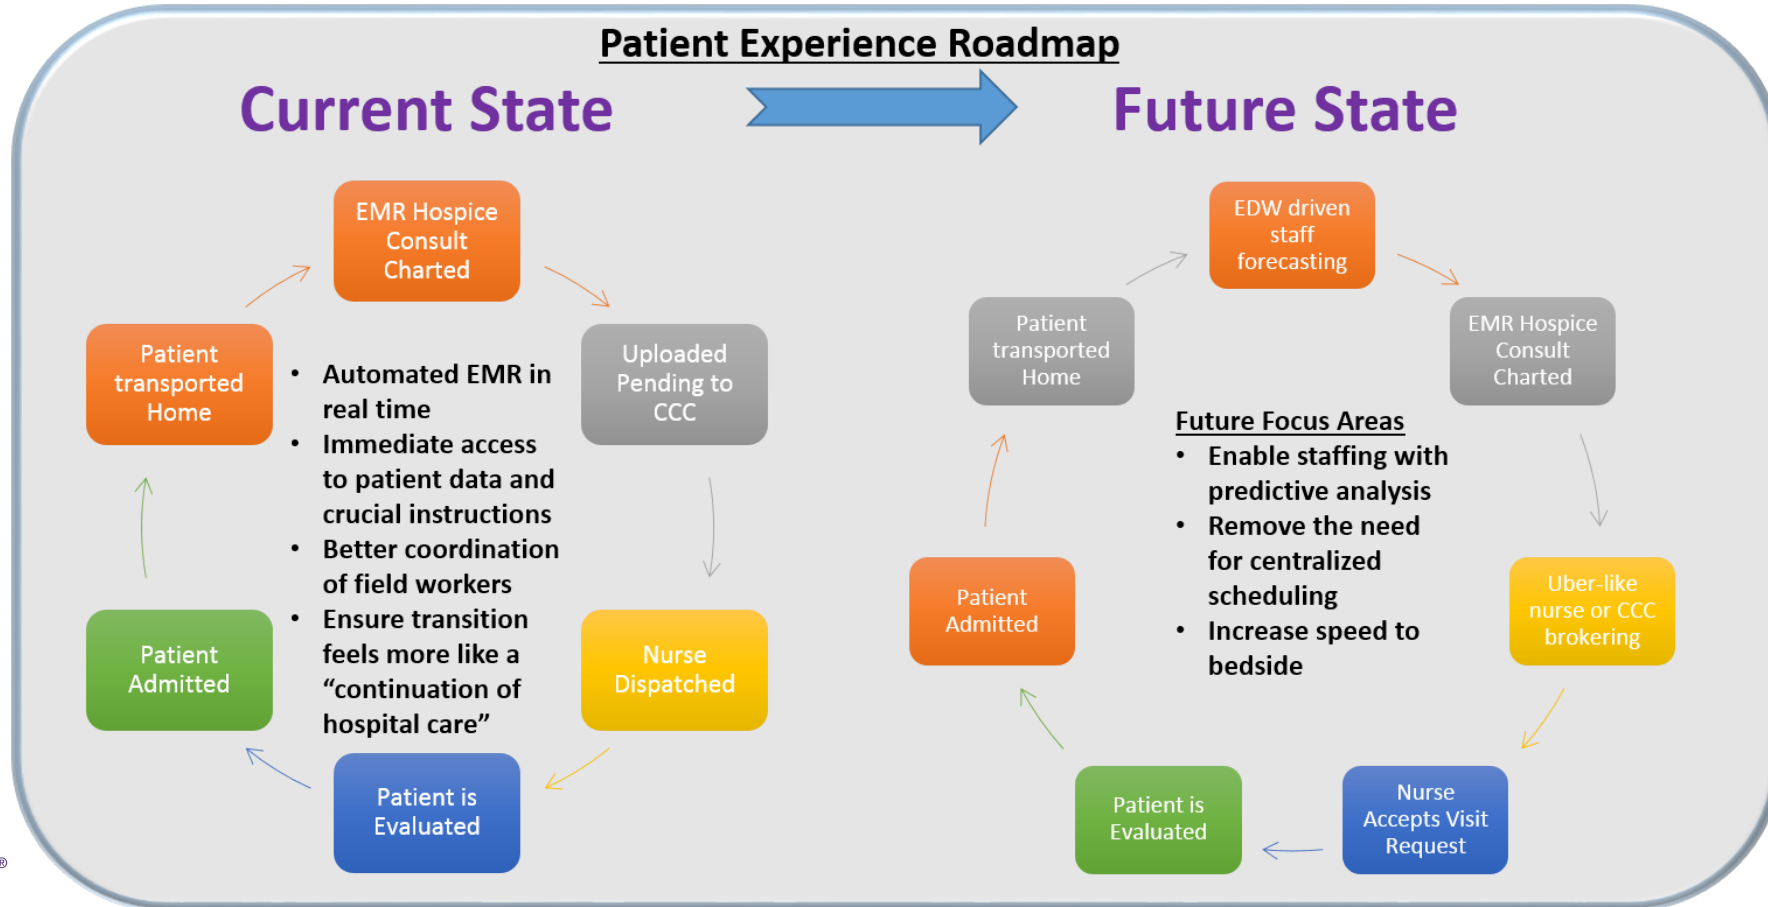 Patient Experience Roadmap
Current State
Future State
EMR Hospice
Consult
Charted
Uploaded
Pending to
CCC
Nurse
Dispatched
Patient is
Evaluated
Patient
Admitted
Patient
transported
Home
• Automated EMR in
real time
• Immediate access
to patient data and
crucial instructions
• Better coordination
of field workers
• Ensure transition
feels more like a
“continuation of
hospital care”
EDW driven
staff
forecasting
EMR Hospice
Consult
Charted
Uber-like
nurse or CCC
brokering
Nurse
Accepts Visit
Request
Patient is
Evaluated
Patient
Admitted
Patient
transported
Home
Future Focus Areas
• Enable staffing with
predictive analysis
• Remove the need
for centralized
scheduling
• Increase speed to
bedside
®